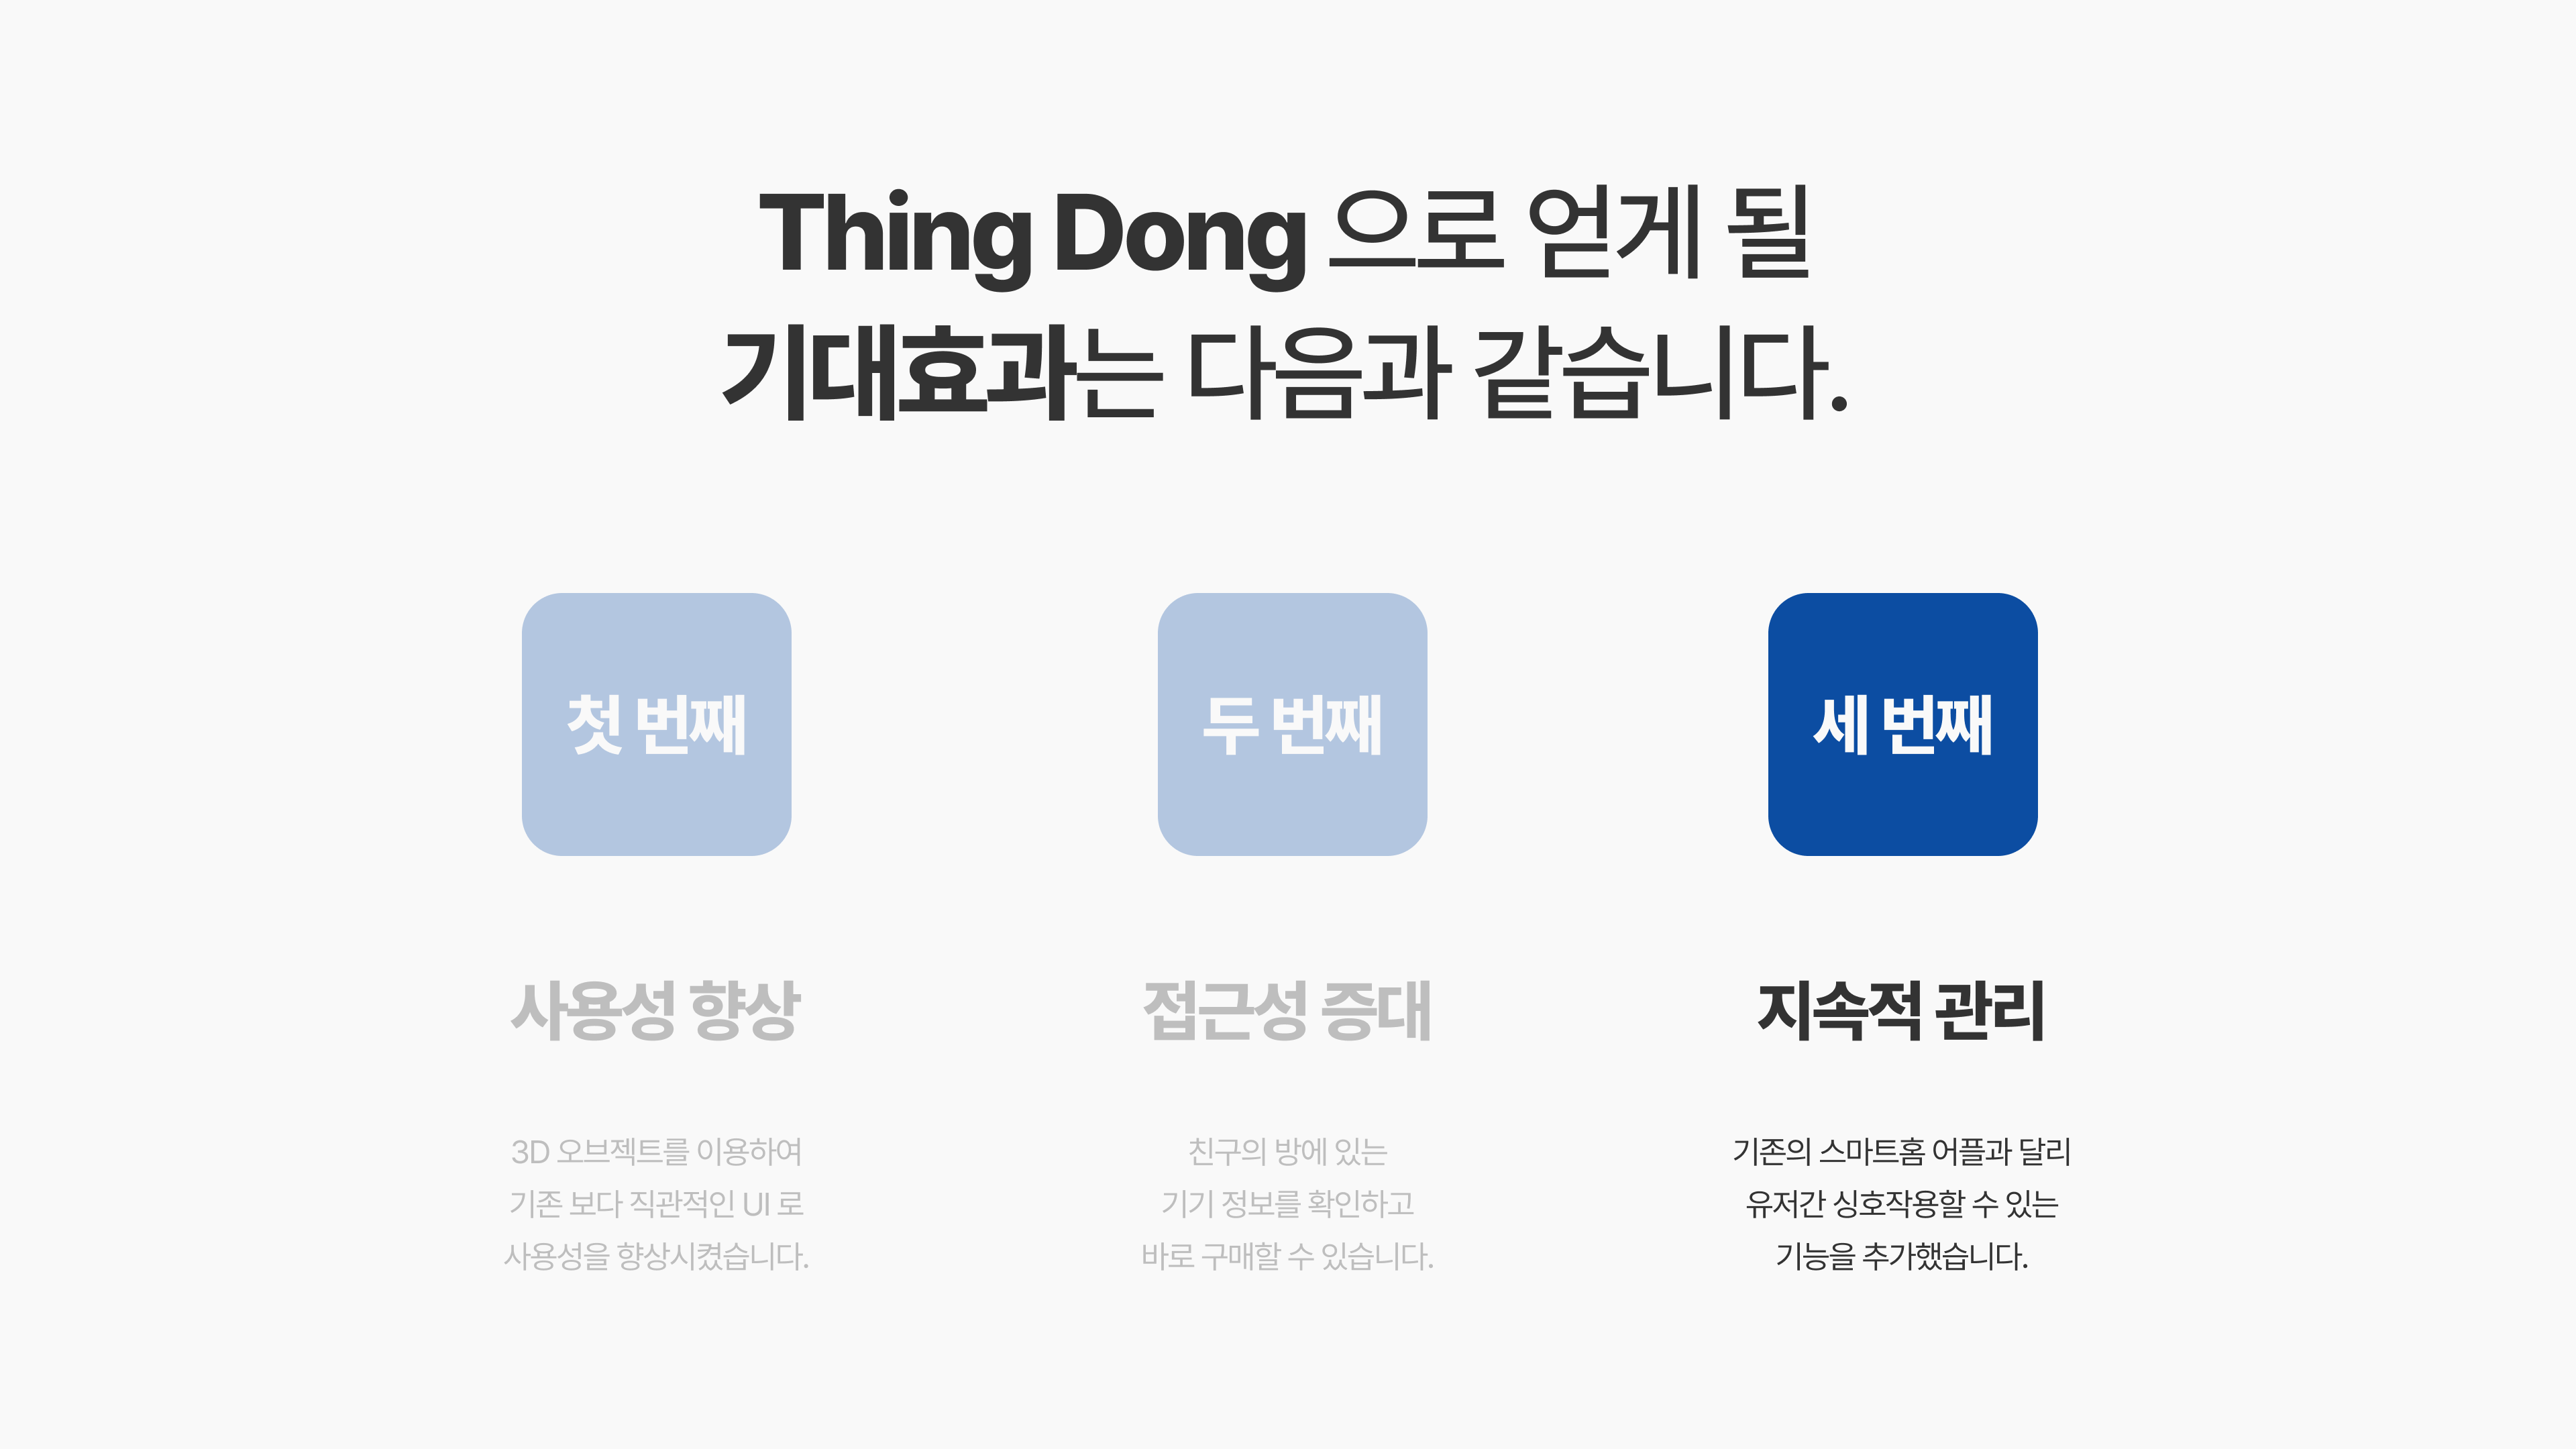 Thing Dong 으로 얻게 될
기대효과는 다음과 같습니다.
첫 번째
두 번째
세 번째
사용성 향상
접근성 증대
지속적 관리
3D 오브젝트를 이용하여
기존 보다 직관적인 UI 로
사용성을 향상시켰습니다.
친구의 방에 있는
기기 정보를 확인하고
바로 구매할 수 있습니다.
기존의 스마트홈 어플과 달리
유저간 싱호작용할 수 있는
기능을 추가했습니다.